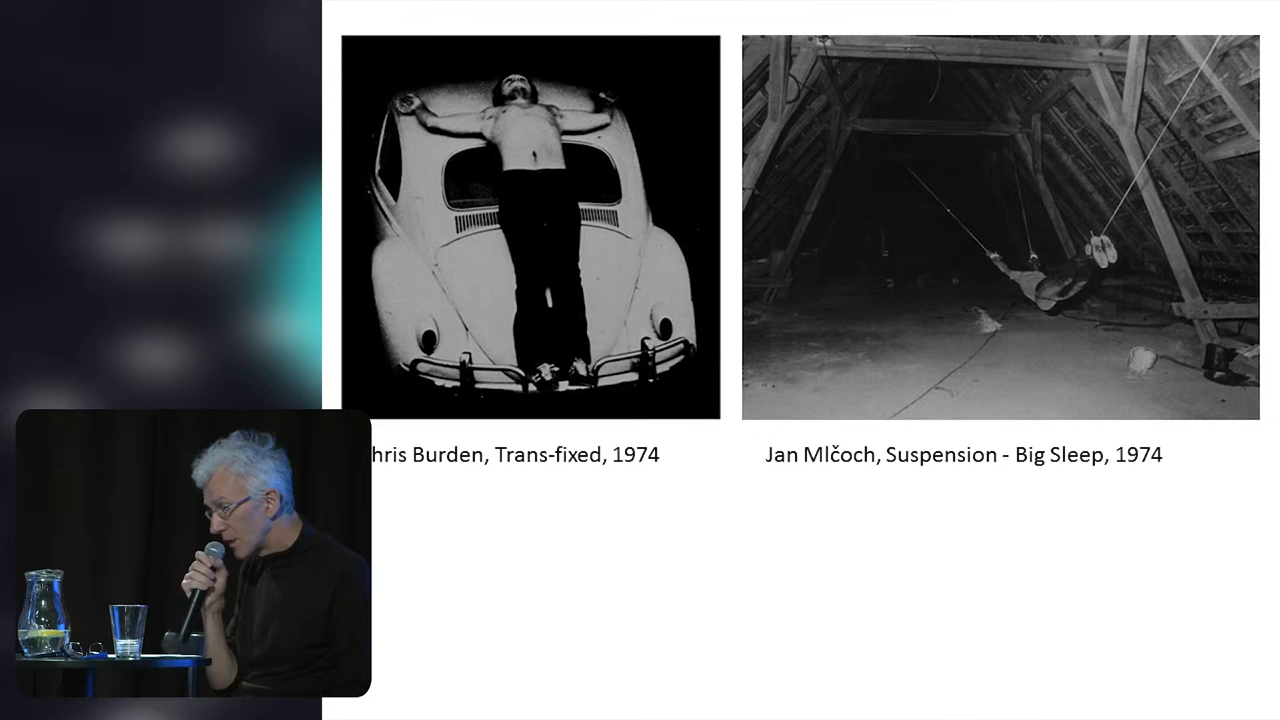 hris Burden, Trans-fixed, 1974
Jan Mlčoch, Suspension - Big Sleep, 1974